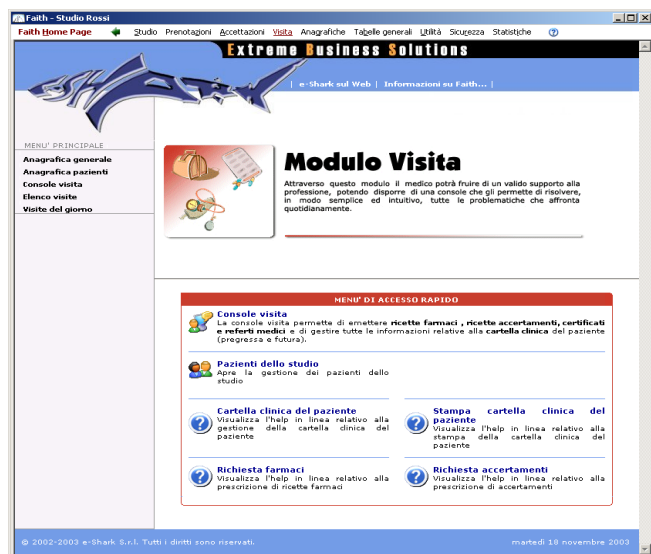 Faith - Studio Rossi
Faith Home Page Studio Prenotazioni Accettazioni Visita Anagrafiche Tabelle generali Utilità Sicurezza Statistiche
Extreme Business Solutions
eShark
| e-Shark sul Web | Informazioni su Faith... |
MENU' PRINCIPALE
Anagrafica generale
Anagrafica pazienti
Console visita
Elenco visite
Visite del giorno
Modulo Visita
Attraverso questo modulo il medico potrà fruire di un valido supporto alla
professione, potendo disporre di una console che gli permette di risolvere,
in modo semplice ed intuitivo, tutte le problematiche che affronta
quotidianamente.
MENU' DI ACCESSO RAPIDO
Console visita
La console visita permette di emettere ricette farmaci , ricette accertamenti, certificati
e referti medici e di gestire tutte le informazioni relative alla cartella clinica del paziente
(pregressa e futura).
Pazienti dello studio
Apre la gestione dei pazienti dello
studio
Cartella clinica del paziente
Visualizza l'help in linea relativo alla
gestione della cartella clinica del
paziente
Stampa cartella clinica del
paziente
Visualizza l'help in linea relativo alla
stampa della cartella clinica del
paziente
Richiesta farmaci
Visualizza l'help in linea relativo alla
prescrizione di ricette farmaci
Richiesta accertamenti
Visualizza l'help in linea relativo alla
prescrizione di accertamenti
© 2002-2003 e-Shark S.r.l. Tutti i diritti sono riservati.
martedì 18 novembre 2003